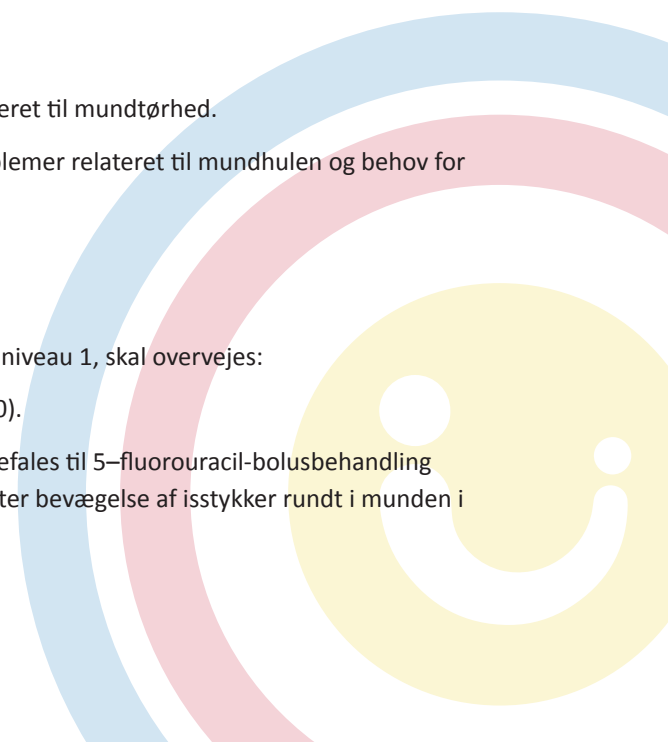 eret til mundtørhed.
olemer relateret til mundhulen og behov for
niveau 1, skal overvejes:
0).
efales til 5–fluorouracil-bolusbehandling
ter bevægelse af isstykker rundt i munden i